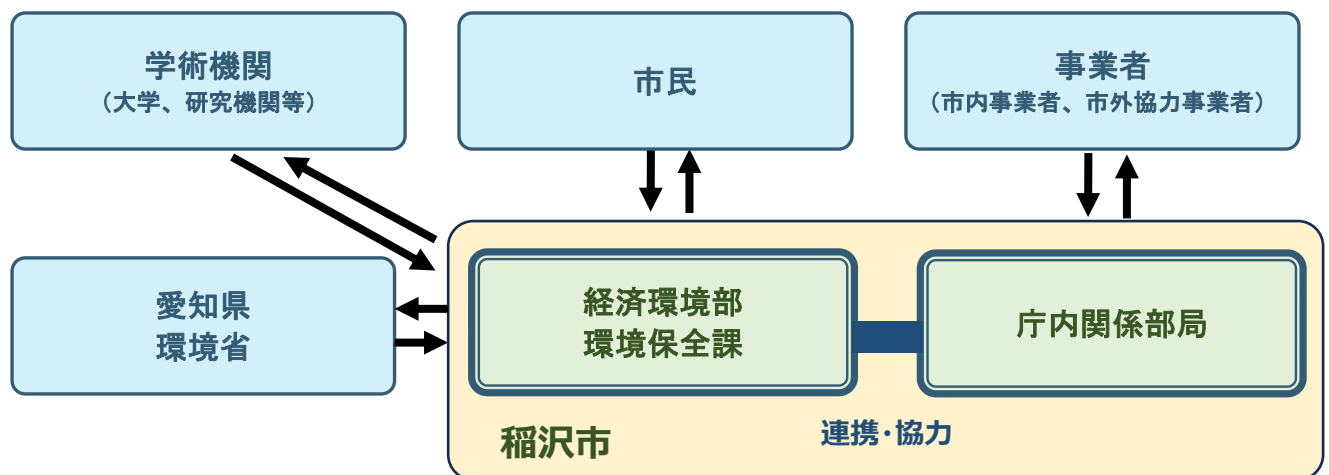 学術機関
（大学、研究機関等）
市民
事業者
（市内事業者、市外協力事業者）
愛知県
環境省
経済環境部
環境保全課
庁内関係部局
稲沢市
連携・協力